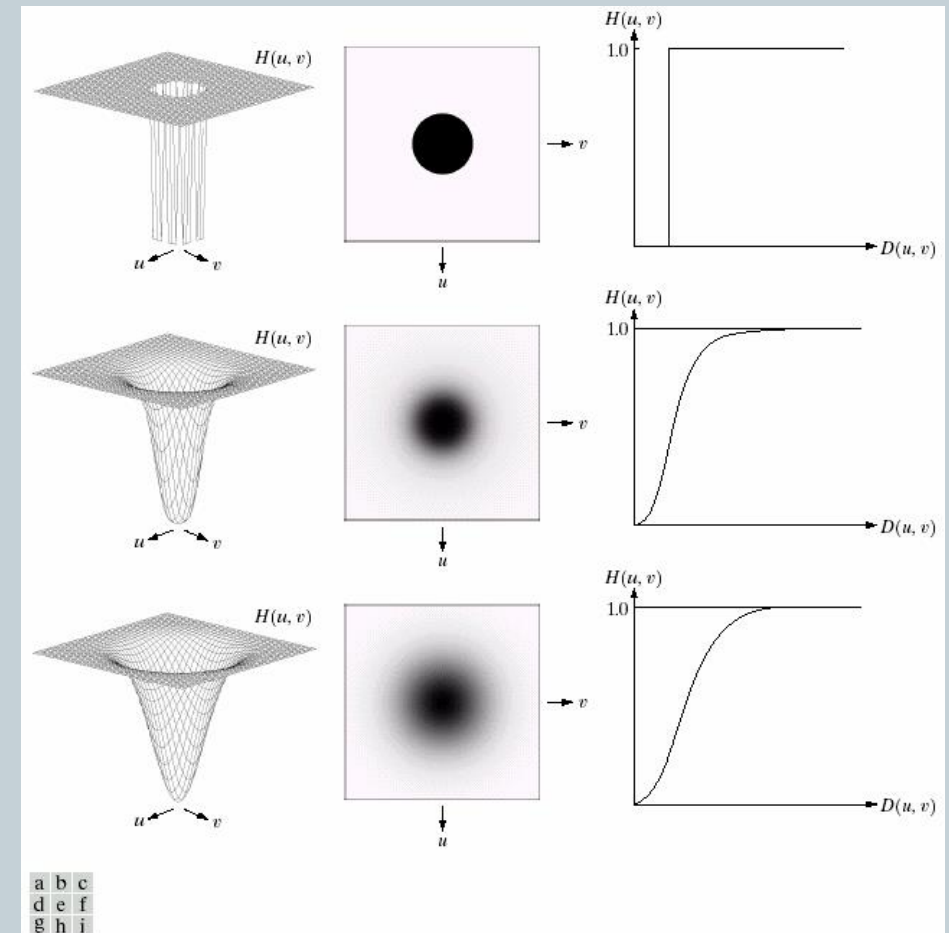 H(u, v)
u
v
v
u
H(u, v)
1.0
D(u, v)
H(u, v)
u
v
v
u
H(u, v)
1.0
D(u, v)
H(u, v)
u
v
v
u
H(u, v)
1.0
D(u, v)
a b c
d e f
g h i